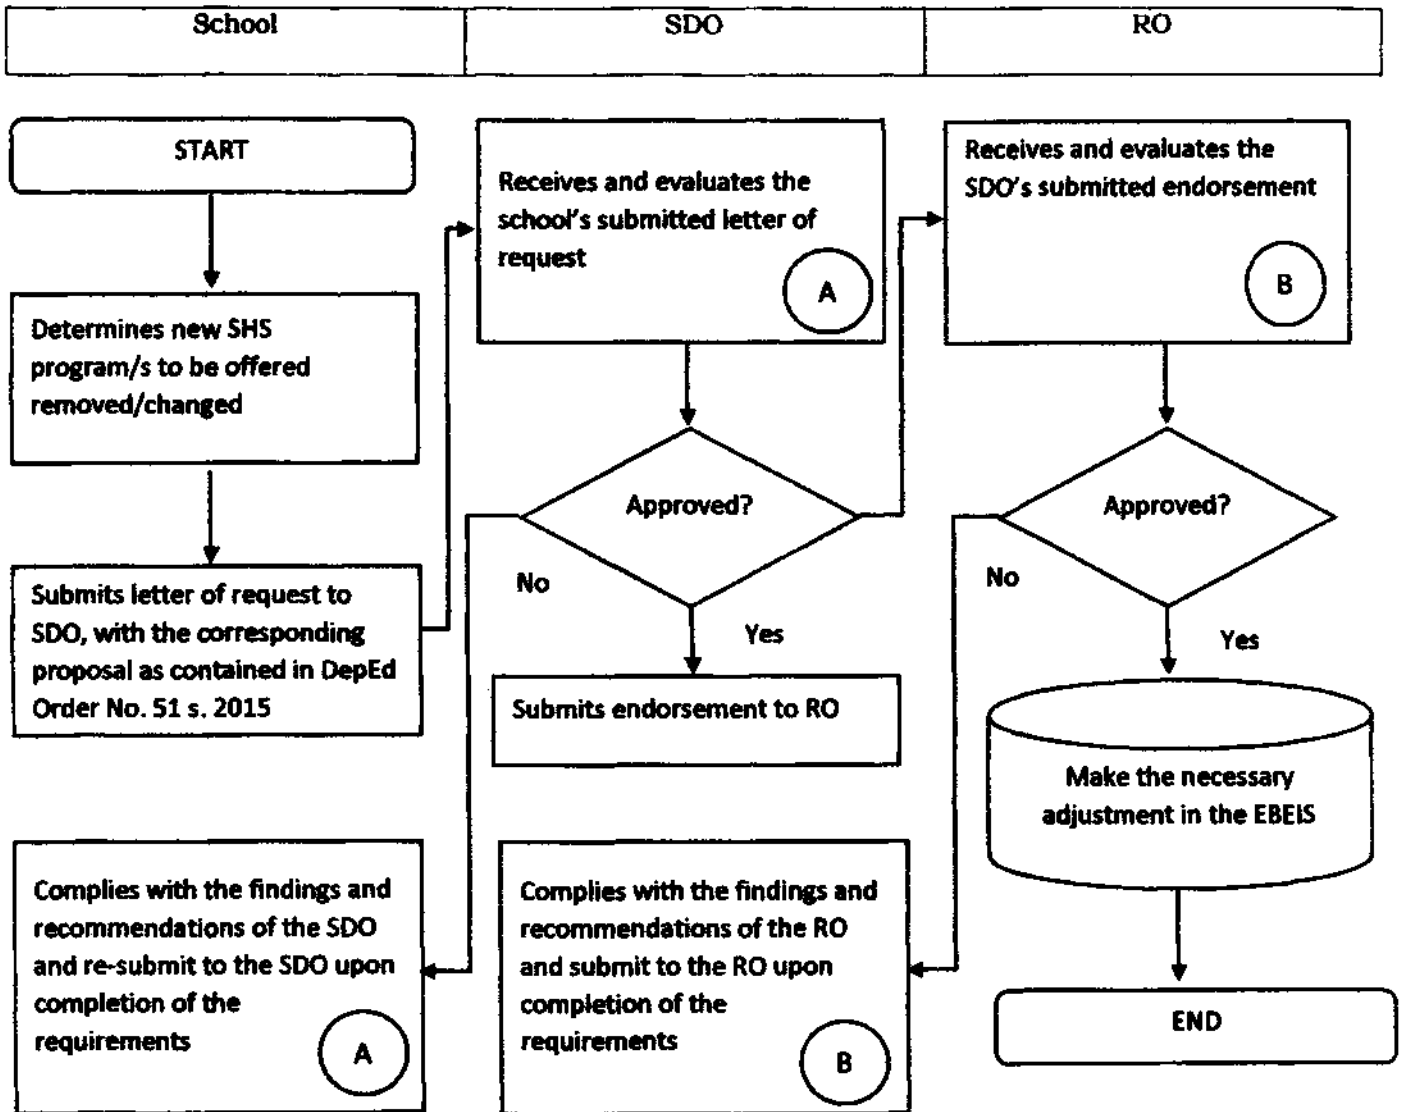 School
SDO
RO
START
Determines new SHS
program/s to be offered
removed/changed
Submits letter of request to
SDO, with the corresponding
proposal as contained in DepEd
Order No. 51 s. 2015
Complies with the findings and
recommendations of the SDO
and re-submit to the SDO upon
completion of the
requirements
A
Receives and evaluates the
school's submitted letter of
request
A
Approved?
No
Yes
Submits endorsement to RO
Complies with the findings and
recommendations of the RO
and submit to the RO upon
completion of the
requirements
B
Receives and evaluates the
SDO's submitted endorsement
B
Approved?
No
Yes
Make the necessary
adjustment in the EBEIS
END